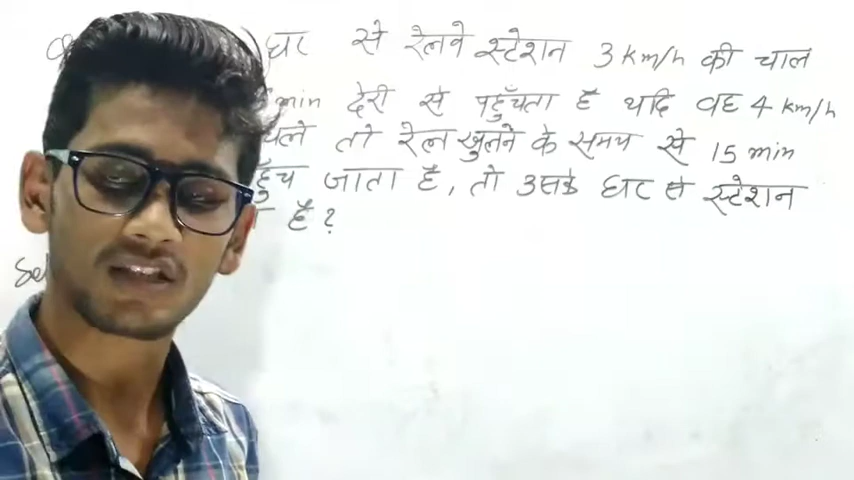 घर से रेलवे स्टेशन 3 km/h की चाल
min देरी से पहुँचता है यदि वह 4 km/h
चले तो रेल खुलने के समय से 15 min
जाता है, तो उसके घर से स्टेशन
है?